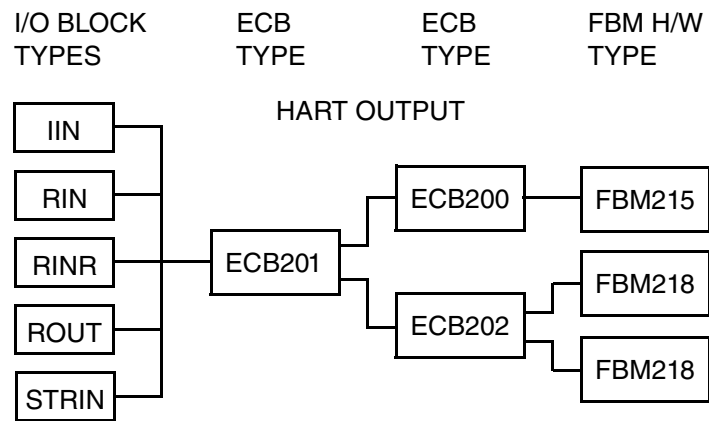 I/O BLOCK TYPES
ECB TYPE
ECB TYPE
FBM H/W TYPE
HART OUTPUT
IIN
RIN
RINR
ROUT
STRIN
ECB201
ECB200
ECB202
FBM215
FBM218
FBM218